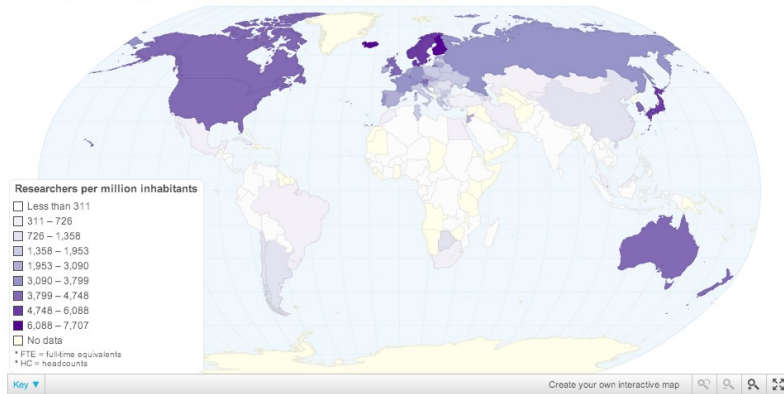 Researchers per million inhabitants
Less than 311
311 – 726
726 – 1,358
1,358 – 1,953
1,953 – 3,090
3,090 – 3,799
3,799 – 4,748
4,748 – 6,088
6,088 – 7,707
No data
* FTE = full-time equivalents
* HC = headcounts
Key ▼ Create your own interactive map